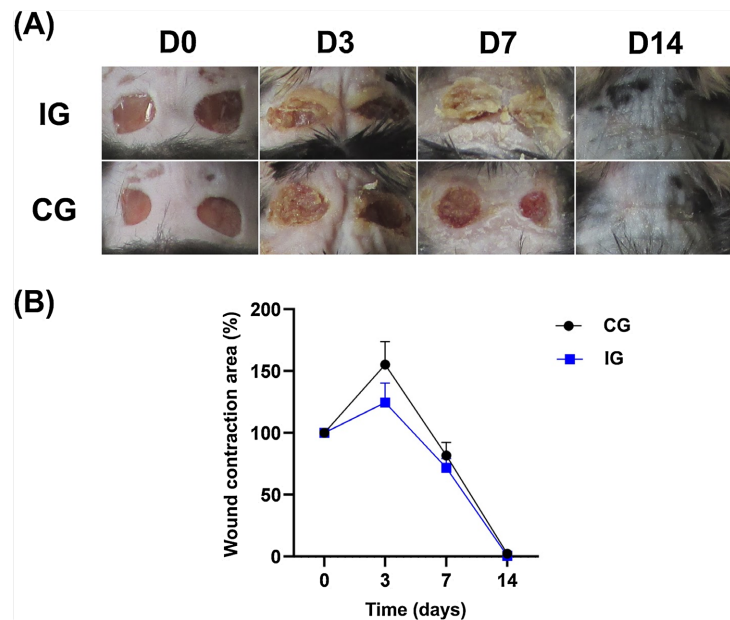 (A)
D0 D3 D7 D14
IG
CG
(B)
Wound contraction area (%)
200
150
100
50
0
0 3 7 14
Time (days)
CG
IG